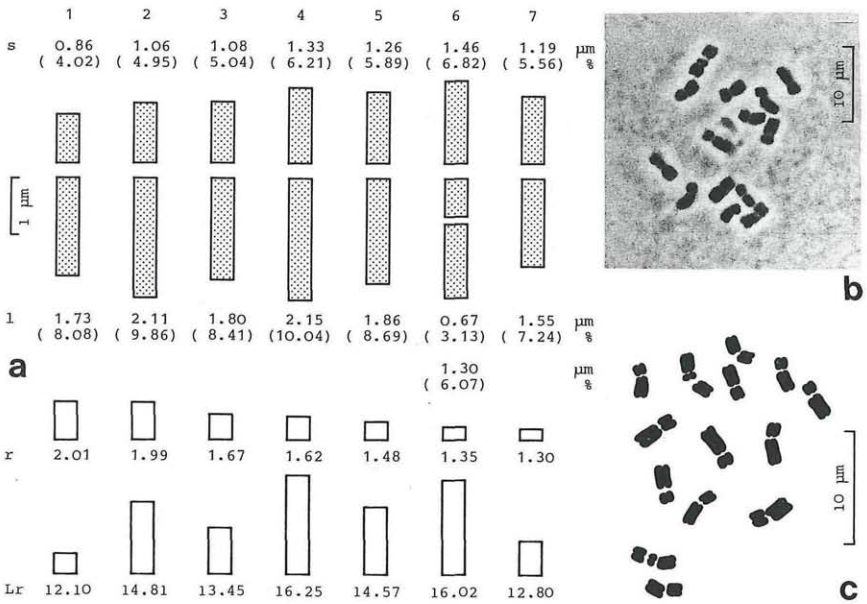 1 2 3 4 5 6 7
s 0.86 1.06 1.08 1.33 1.26 1.46 1.19 µm
( 4.02) ( 4.95) ( 5.04) ( 6.21) ( 5.89) ( 6.82) ( 5.56) %
1 µm
l 1.73 2.11 1.80 2.15 1.86 0.67 1.55 µm
( 8.08) ( 9.86) ( 8.41) (10.04) ( 8.69) ( 3.13) ( 7.24) %
1.30 µm
( 6.07) %
a
r 2.01 1.99 1.67 1.62 1.48 1.35 1.30
Lr 12.10 14.81 13.45 16.25 14.57 16.02 12.80
10 µm
b
10 µm
c